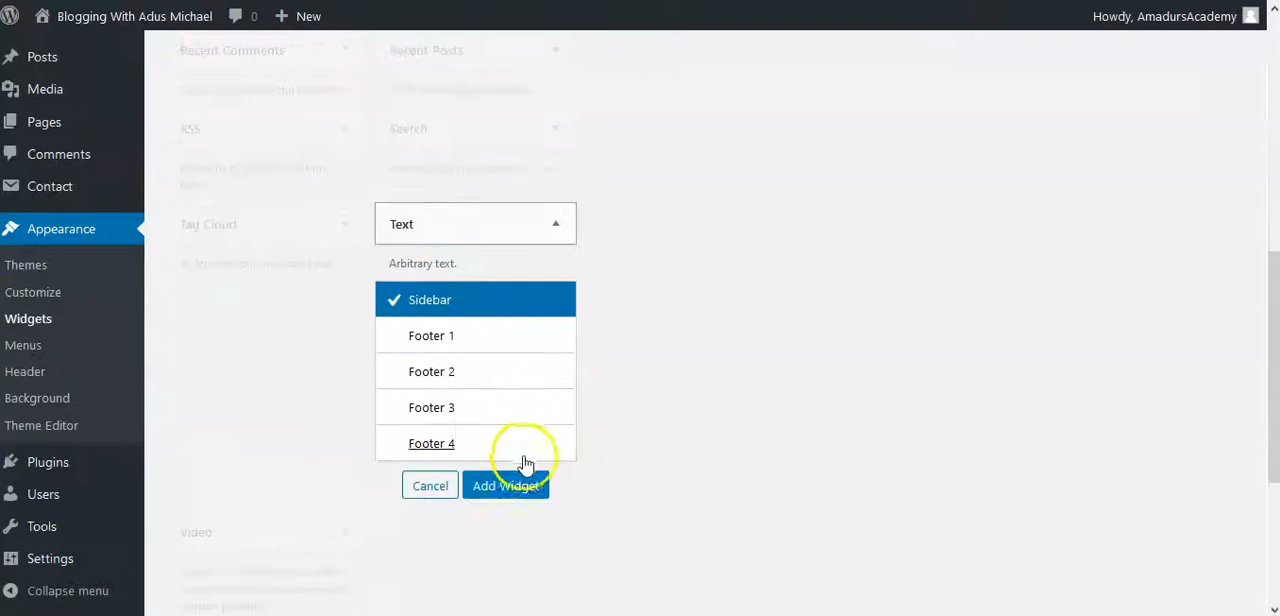 Blogging With Adus Michael 0 New Howdy, AmadursAcademy
Posts
Media
Pages
Comments
Contact
Appearance
Themes
Customize
Widgets
Menus
Header
Background
Theme Editor
Plugins
Users
Tools
Settings
Collapse menu
Recent Comments
Recent Posts
RSS
Search
Tag Cloud
Text
Arbitrary text.
Sidebar
Footer 1
Footer 2
Footer 3
Footer 4
Cancel Add Widget
Video